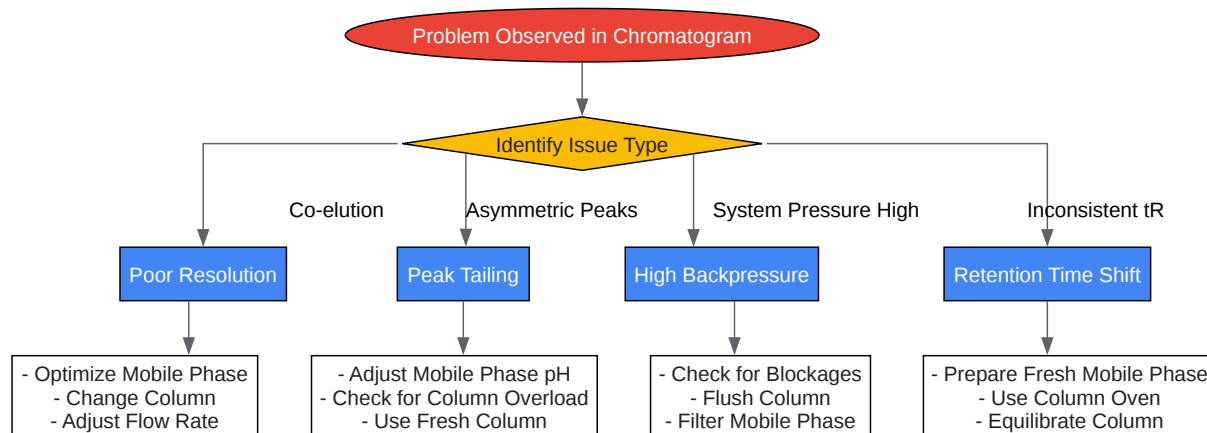 Problem Observed in Chromatogram
Identify Issue Type
Co-elution
Asymmetric Peaks
System Pressure High
Inconsistent tR
Poor Resolution
Peak Tailing
High Backpressure
Retention Time Shift
- Optimize Mobile Phase
- Change Column
- Adjust Flow Rate
- Adjust Mobile Phase pH
- Check for Column Overload
- Use Fresh Column
- Check for Blockages
- Flush Column
- Filter Mobile Phase
- Prepare Fresh Mobile Phase
- Use Column Oven
- Equilibrate Column